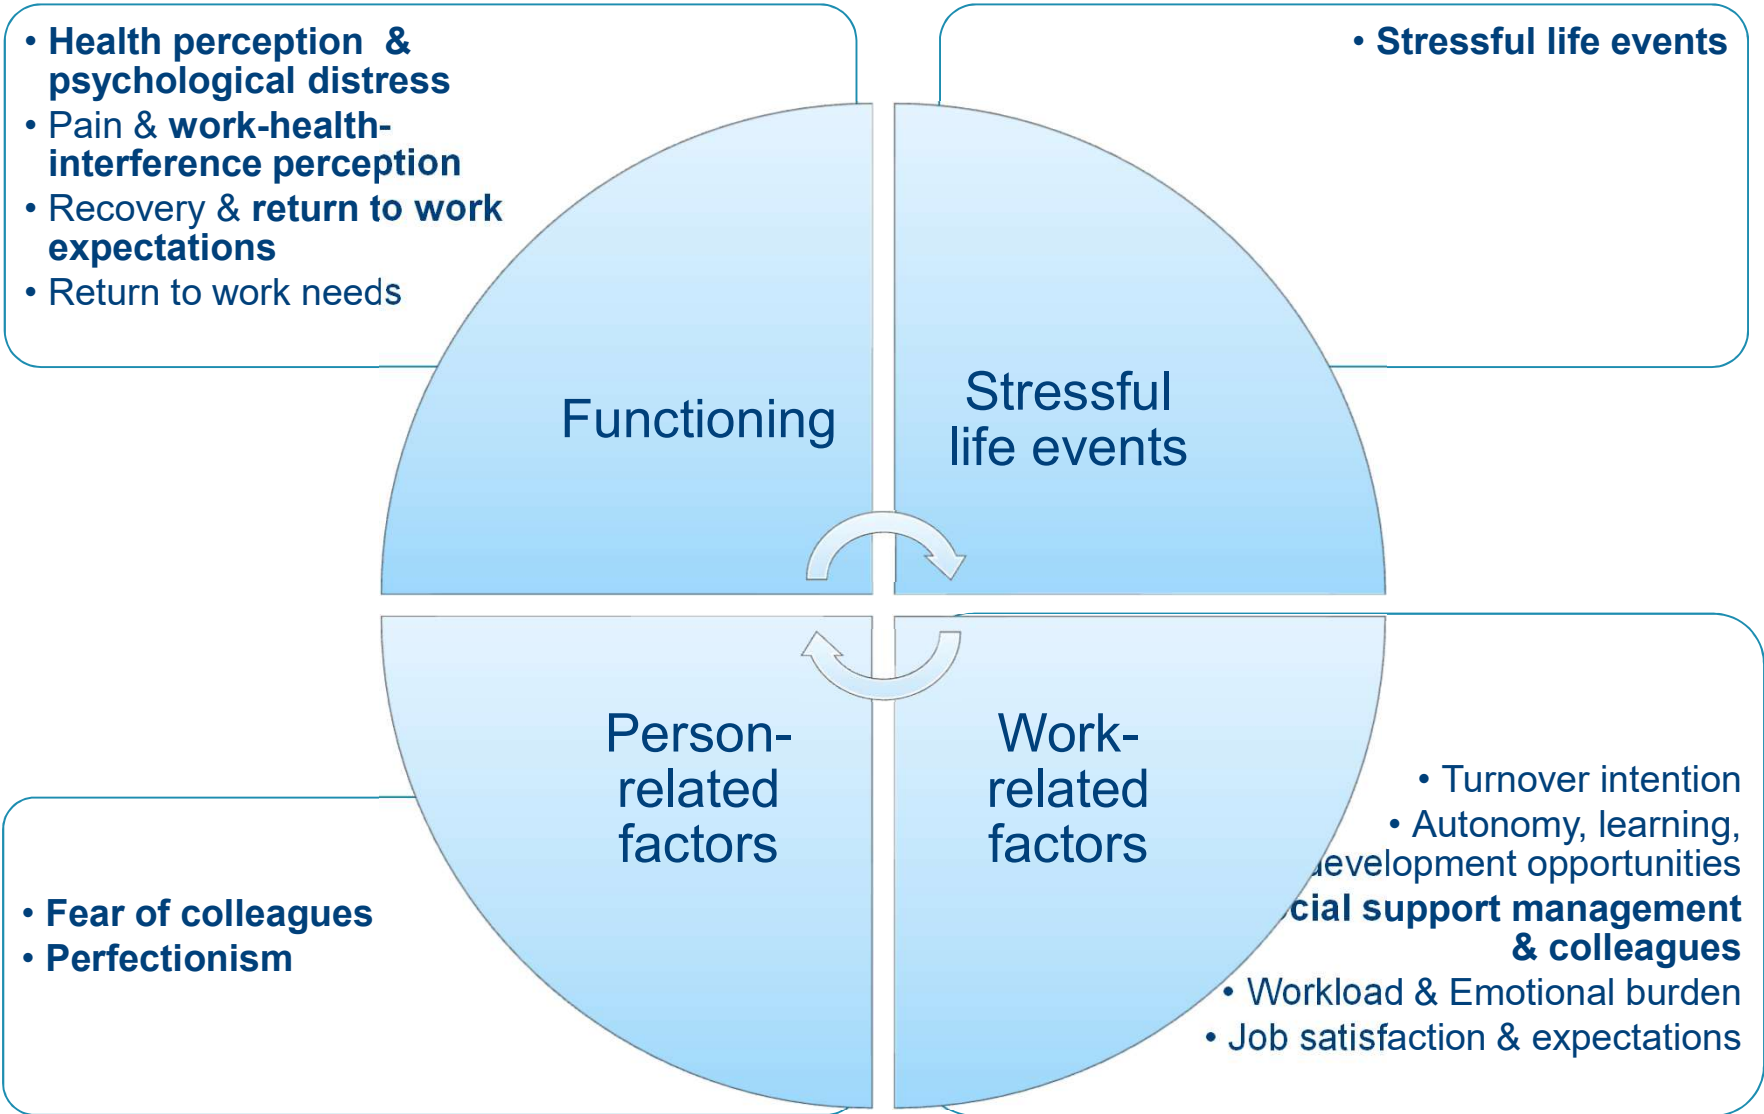 • Health perception & 
psychological distress
• Pain & work-health-
interference perception
• Recovery & return to work
expectations
• Return to work needs
• Stressful life events
Functioning
Stressful
life events
Person-
related
factors
Work-
related
factors
• Fear of colleagues
• Perfectionism
• Turnover intention
• Autonomy, learning,
opportunities
support management
& colleagues
• Workload & Emotional burden
• Job satisfaction & expectations